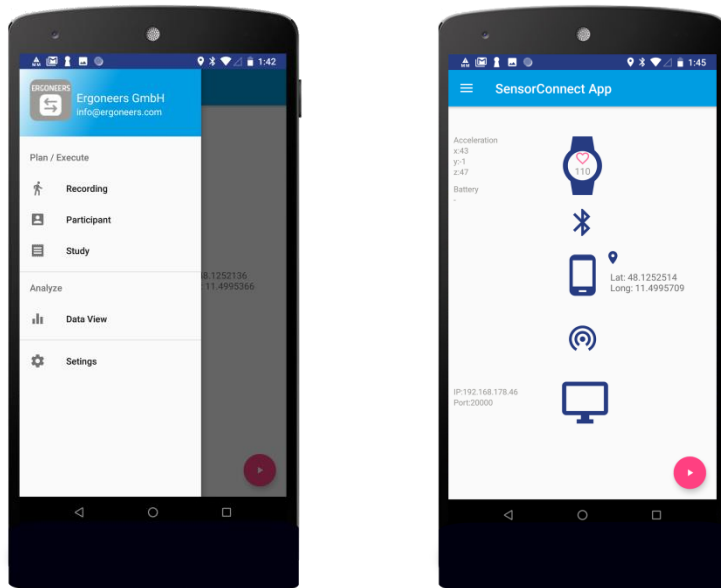 1:42
ERGONEERS
Ergoneers GmbH
info@ergoneers.com
Plan / Execute
Recording
Participant
Study
Analyze
Data View
Setings
8.1252136
: 11.4995366
1:45
SensorConnect App
Acceleration
x:43
y:-1
z:47
Battery
-
110
Lat: 48.1252514
Long: 11.4995709
IP:192.168.178.46
Port:20000